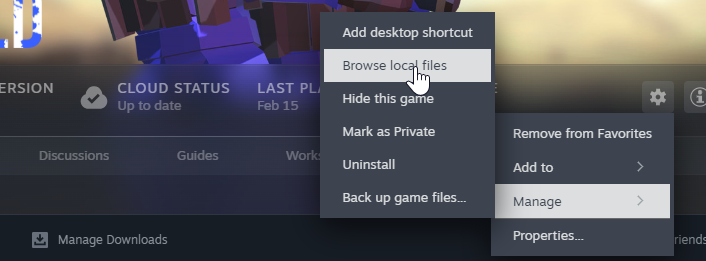 Add desktop shortcut
Browse local files
Hide this game
Mark as Private
Uninstall
Back up game files...
CLOUD STATUS
Up to date
LAST PLA
Feb 15
Remove from Favorites
Add to
Manage
Properties...
ERSION
Discussions
Guides
Works
Manage Downloads
riends